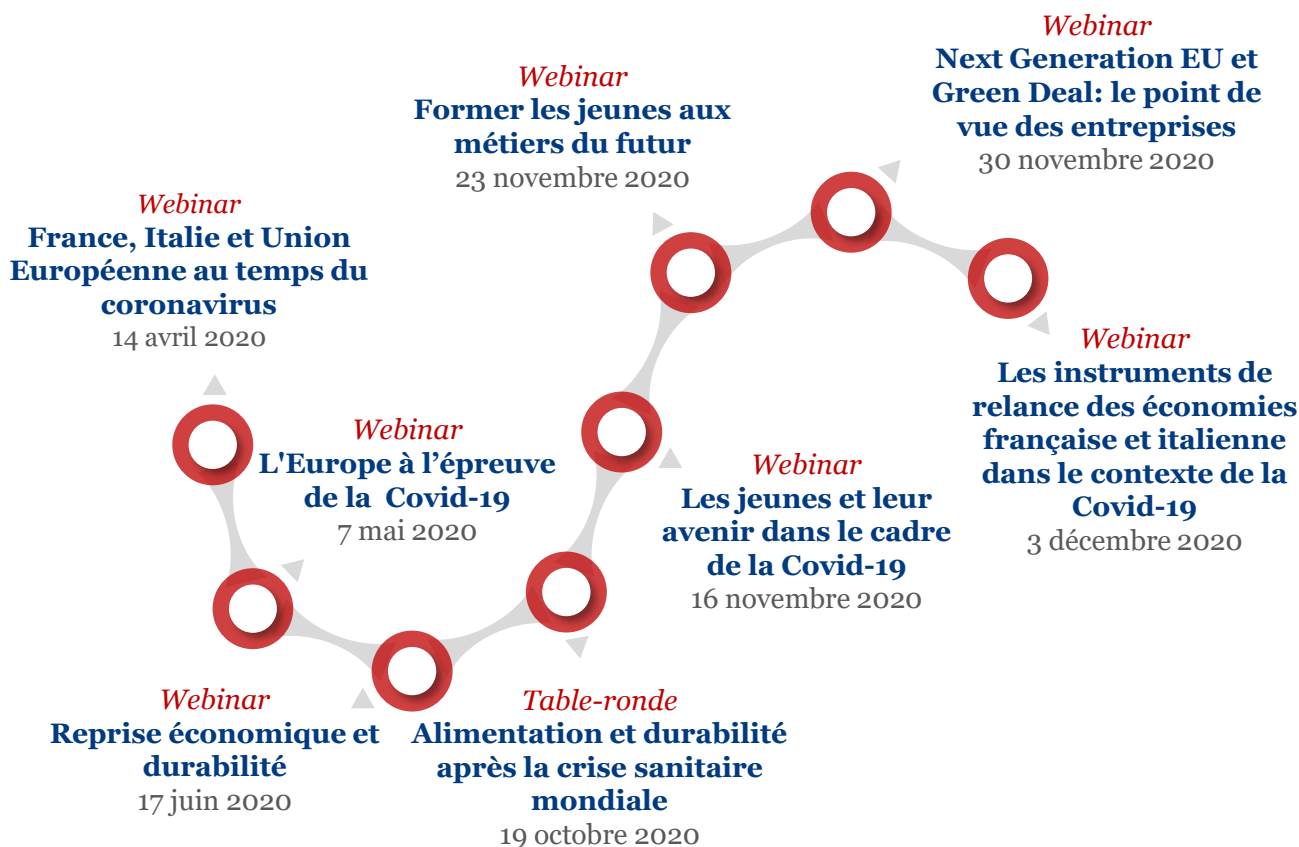 Webinar
France, Italie et Union
Européenne au temps du
coronavirus
14 avril 2020
Webinar
L'Europe à l’épreuve
de la  Covid-19
7 mai 2020
Webinar
Reprise économique et
durabilité
17 juin 2020
Table-ronde
Alimentation et durabilité
après la crise sanitaire
mondiale
19 octobre 2020
Webinar
Les jeunes et leur
avenir dans le cadre
de la Covid-19
16 novembre 2020
Webinar
Former les jeunes aux
métiers du futur
23 novembre 2020
Webinar
Next Generation EU et
Green Deal: le point de
vue des entreprises
30 novembre 2020
Webinar
Les instruments de
relance des économies
française et italienne
dans le contexte de la
Covid-19
3 décembre 2020